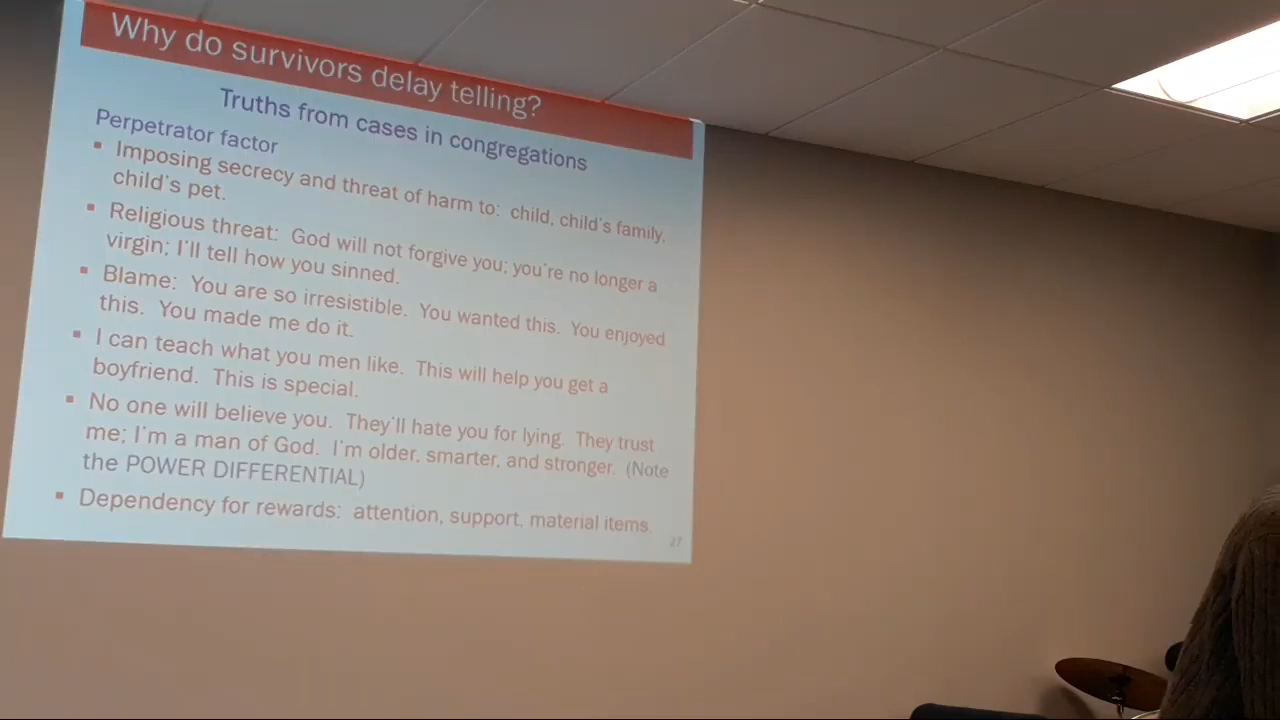 Why do survivors delay telling?
Truths from cases in congregations
Perpetrator factor
▪ Imposing secrecy and threat of harm to: child, child's family,
child's pet.
▪ Religious threat: God will not forgive you; you're no longer a
virgin; I'll tell how you sinned.
▪ Blame: You are so irresistible. You wanted this. You enjoyed
this. You made me do it.
▪ I can teach what you men like. This will help you get a
boyfriend. This is special.
▪ No one will believe you. They'll hate you for lying. They trust
me; I'm a man of God. I'm older, smarter, and stronger. (Note
the POWER DIFFERENTIAL)
▪ Dependency for rewards: attention, support, material items.
27